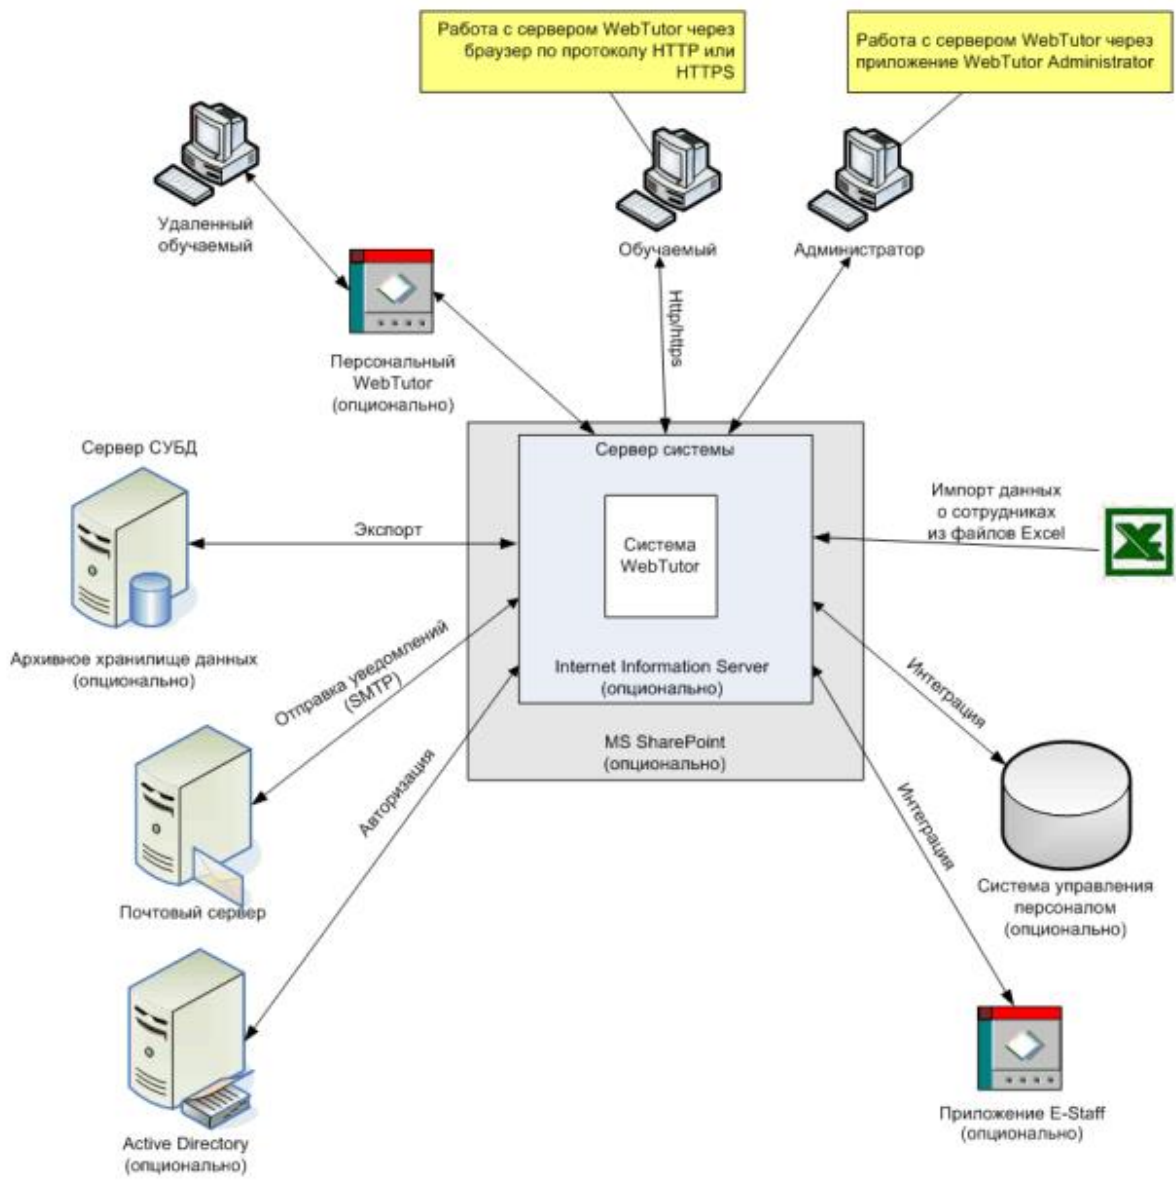 Работа с сервером WebTutor через
браузер по протоколу HTTP или
HTTPS
Работа с сервером WebTutor через
приложение WebTutor Administrator
Удаленный
обучаемый
Обучаемый
Администратор
Http/https
Персональный
WebTutor
(опционально)
Сервер СУБД
Сервер системы
Импорт данных
о сотрудниках
из файлов Excel
Экспорт
Система
WebTutor
Архивное хранилище данных
(опционально)
Отправка уведомлений
(SMTP)
Internet Information Server
(опционально)
Интеграция
MS SharePoint
(опционально)
Авторизация
Интеграция
Почтовый сервер
Система управления
персоналом
(опционально)
Active Directory
(опционально)
Приложение E-Staff
(опционально)